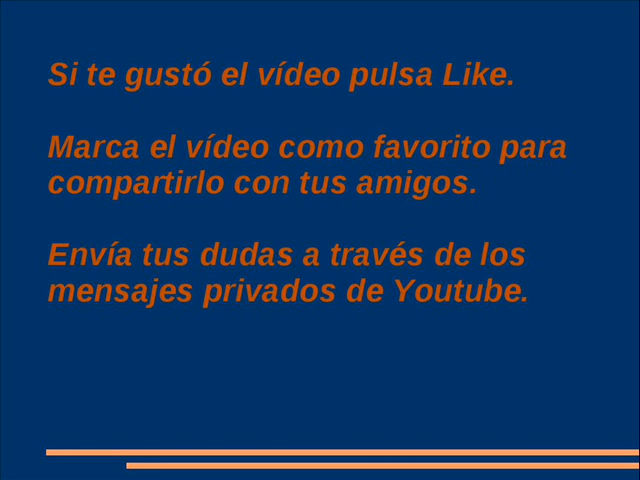 Si te gustó el vídeo pulsa Like.
Marca el vídeo como favorito para
compartirlo con tus amigos.
Envía tus dudas a través de los
mensajes privados de Youtube.